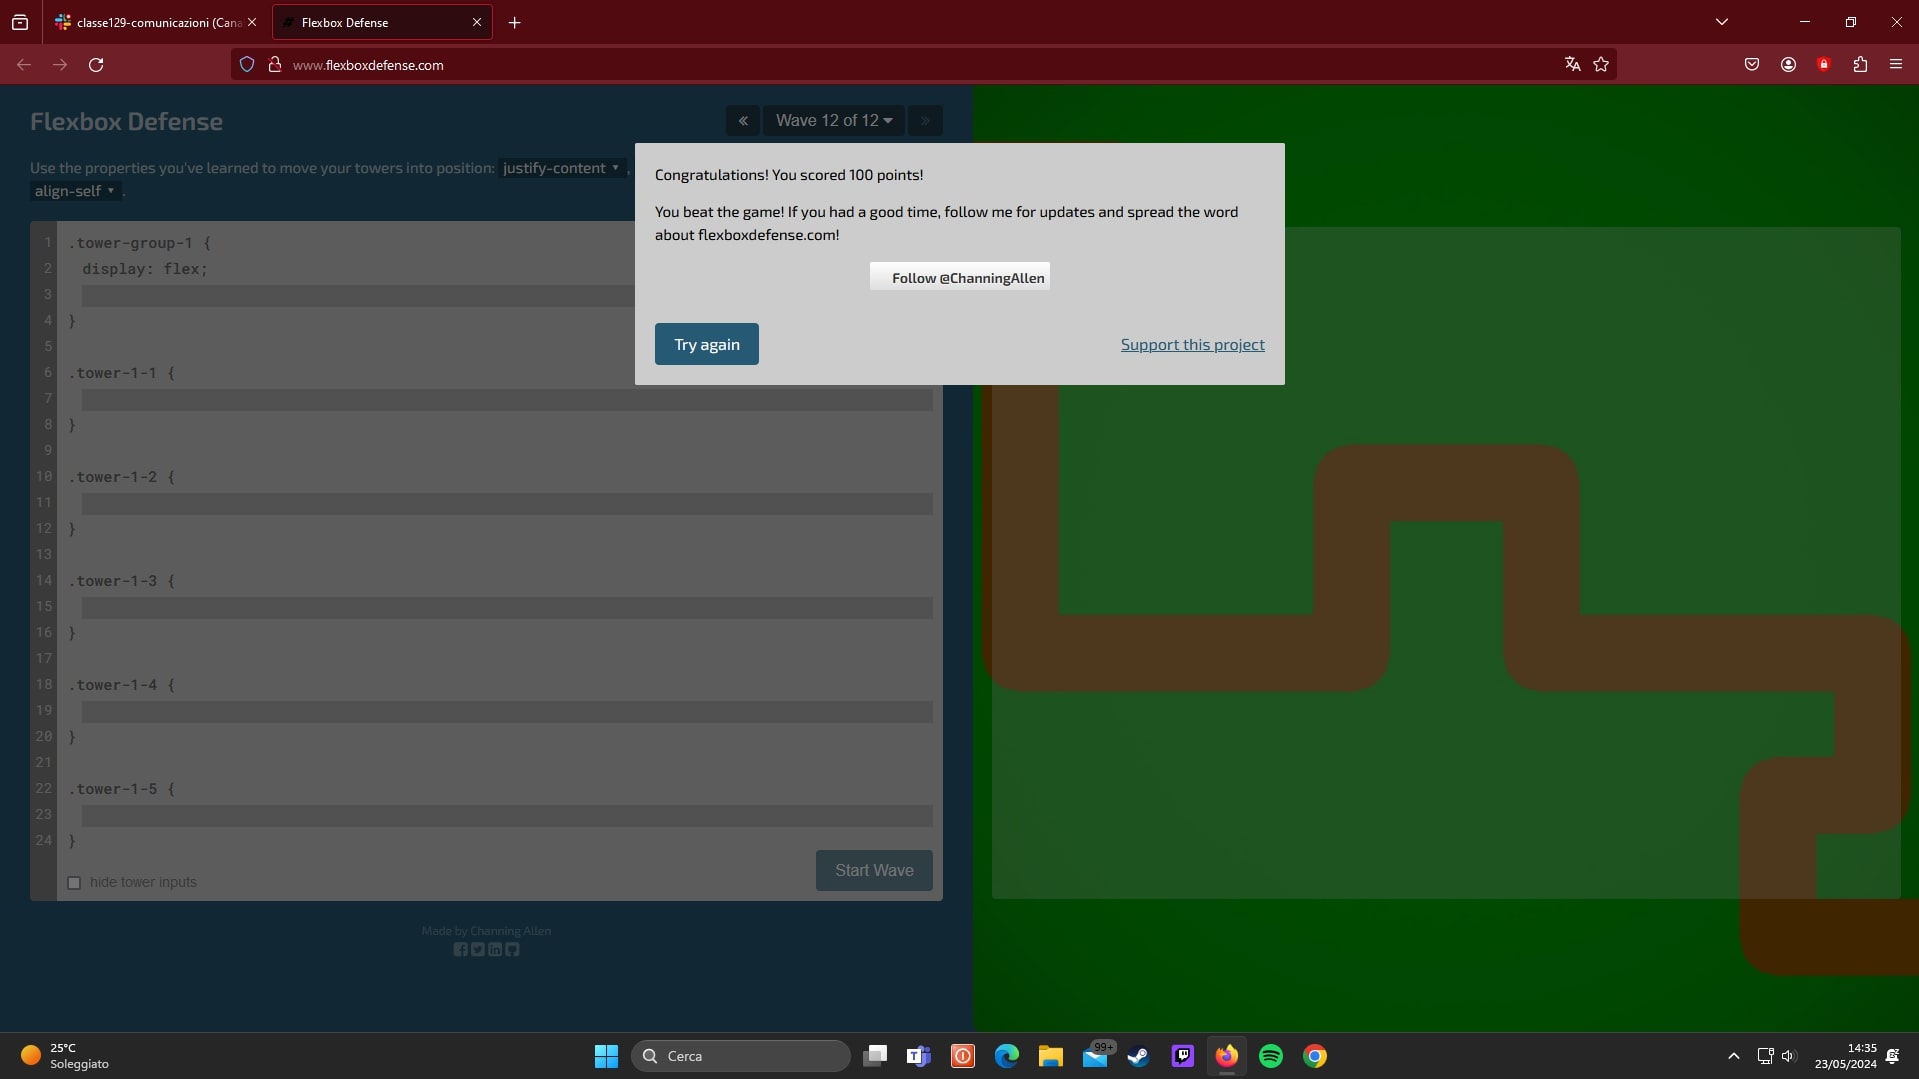 classe129-comunicazioni (Cana
Flexbox Defense
www.flexboxdefense.com
Flexbox Defense
« Wave 12 of 12 »
Use the properties you've learned to move your towers into position: justify-content ,
align-self .
Congratulations! You scored 100 points!
You beat the game! If you had a good time, follow me for updates and spread the word
about flexboxdefense.com!
Follow @ChanningAllen
Try again
Support this project
1 .tower-group-1 {
2 display: flex;
3
4 }
5
6 .tower-1-1 {
7
8 }
9
10 .tower-1-2 {
11
12 }
13
14 .tower-1-3 {
15
16 }
17
18 .tower-1-4 {
19
20 }
21
22 .tower-1-5 {
23
24 }
hide tower inputs
Start Wave
Made by Channing Allen
25°C
Soleggiato
Cerca
99+
14:35
23/05/2024